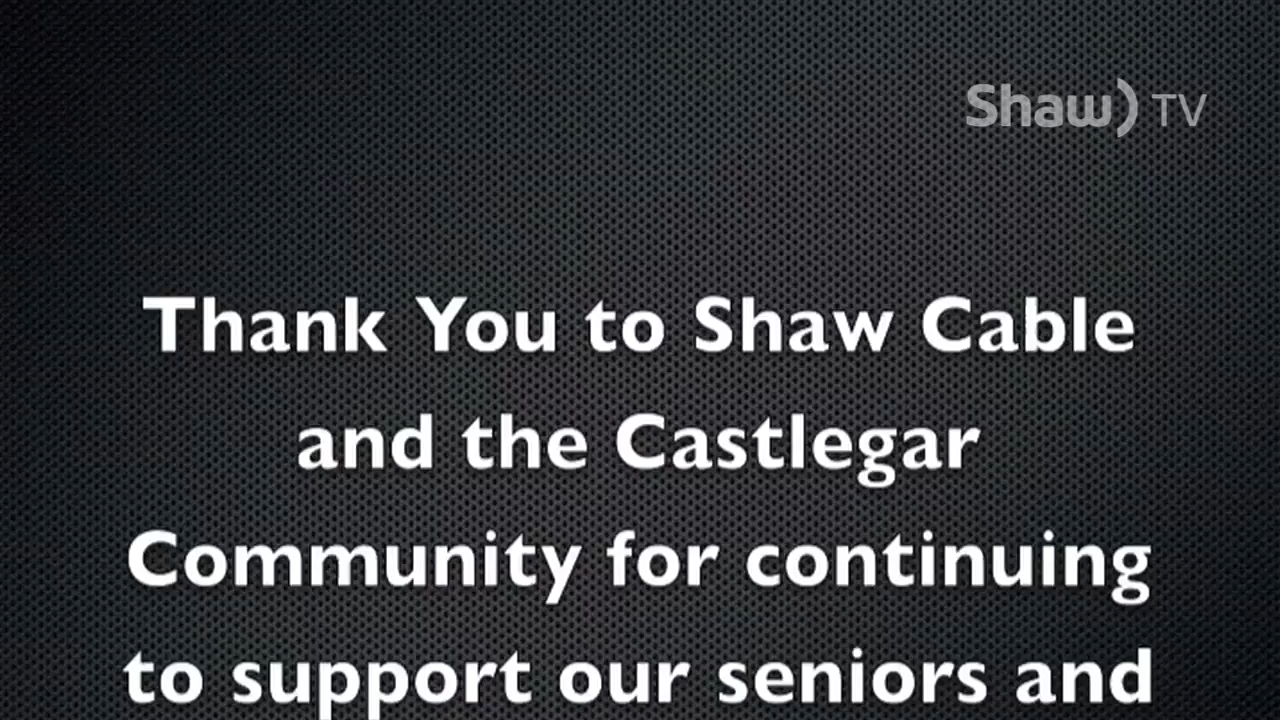 Shaw) TV
Thank You to Shaw Cable
and the Castlegar
Community for continuing
to support our seniors and